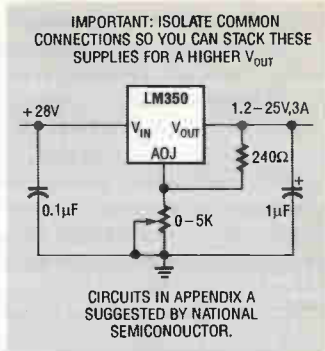 IMPORTANT: ISOLATE COMMON
CONNECTIONS SO YOU CAN STACK THESE
SUPPLIES FOR A HIGHER VOUT
LM350
+28V
1.2–25V,3A
VIN
VOUT
AOJ
240Ω
+
0.1µF
0–5K
1µF
CIRCUITS IN APPENDIX A
SUGGESTED BY NATIONAL
SEMICONOUCTOR.